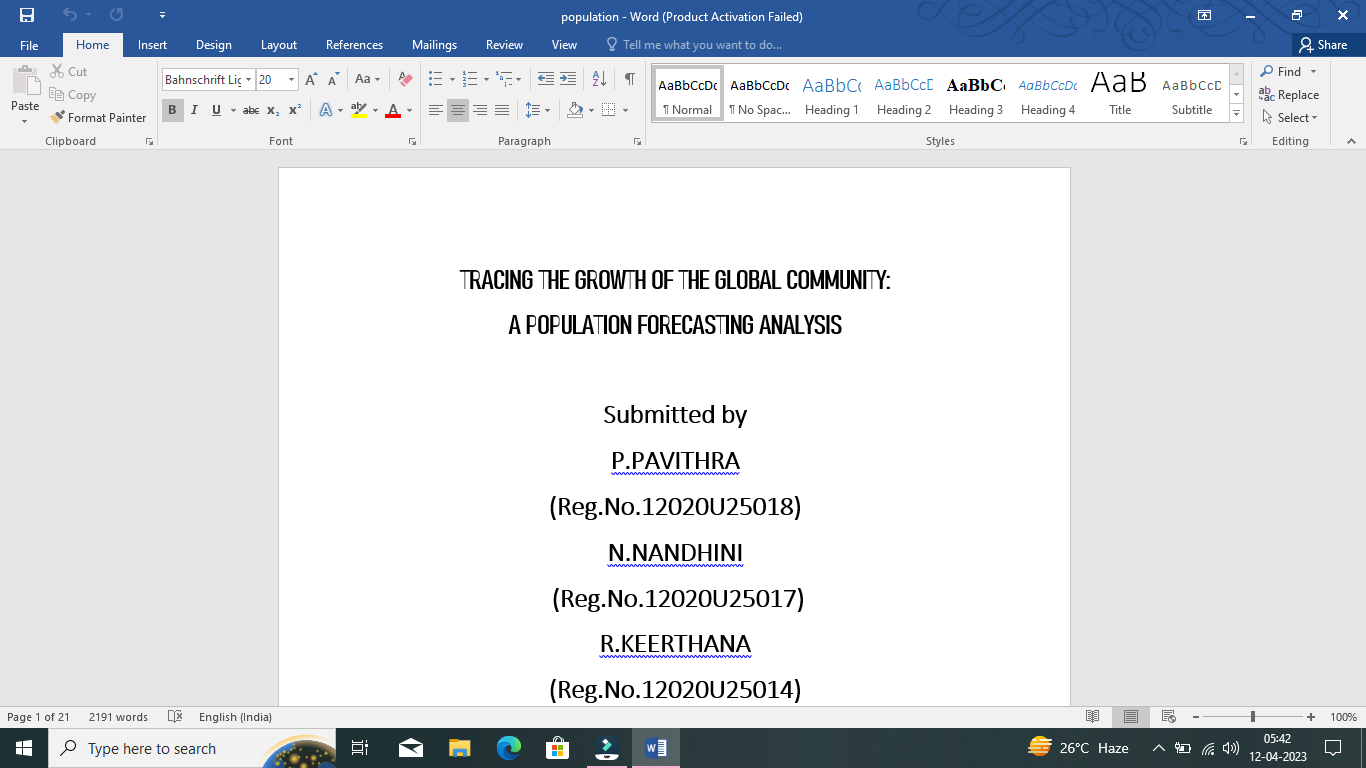 population - Word (Product Activation Failed)
File Home Insert Design Layout References Mailings Review View Tell me what you want to do... Share
Paste
Cut
Copy
Format Painter
Clipboard
Bahnschrift Lig 20
Font
Paragraph
AaBbCcDc AaBbCcDc AaBbCc AaBbCcD AaBbC AaBbCcDc AaB AaBbCcD
¶ Normal ¶ No Spac... Heading 1 Heading 2 Heading 3 Heading 4 Title Subtitle
Styles
Find
Replace
Select
Editing
TRACING THE GROWTH OF THE GLOBAL COMMUNITY:
A POPULATION FORECASTING ANALYSIS
Submitted by
P.PAVITHRA
(Reg.No.12020U25018)
N.NANDHINI
(Reg.No.12020U25017)
R.KEERTHANA
(Reg.No.12020U25014)
Page 1 of 21 2191 words English (India) 100%
Type here to search
26°C Haze
05:42
12-04-2023